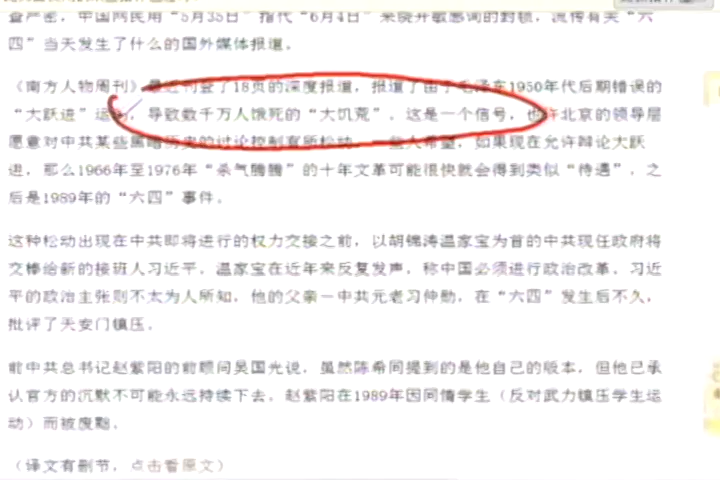 查严密，中国网民用“5月35日”指代“6月4日”来绕开敏感词的封锁，流传有关“六
四”当天发生了什么的国外媒体报道。
《南方人物周刊》最近刊登了18页的深度报道，报道了由于毛泽东1950年代后期错误的
“大跃进”运动，导致数千万人饿死的“大饥荒”。这是一个信号，也许北京的领导层
愿意对中共某些黑暗历史的讨论控制有所松动。一些人希望，如果现在允许辩论大跃
进，那么1966年至1976年“杀气腾腾”的十年文革可能很快就会得到类似“待遇”，之
后是1989年的“六四”事件。
这种松动出现在中共即将进行的权力交接之前，以胡锦涛温家宝为首的中共现任政府将
交棒给新的接班人习近平。温家宝在近年来反复发声，称中国必须进行政治改革。习近
平的政治主张则不太为人所知，他的父亲—中共元老习仲勋，在“六四”发生后不久，
批评了天安门镇压。
前中共总书记赵紫阳的前顾问吴国光说，虽然陈希同提到的是他自己的版本，但他已承
认官方的沉默不可能永远持续下去。赵紫阳在1989年因同情学生（反对武力镇压学生运
动）而被废黜。
（译文有删节，点击看原文）